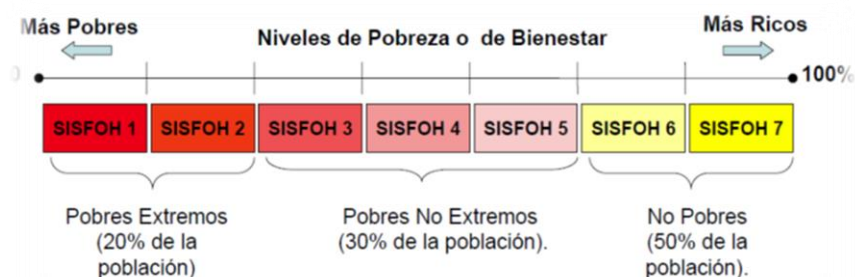 Más Pobres
Niveles de Pobreza o de Bienestar
Más Ricos
0
100%
SISFOH 1
SISFOH 2
SISFOH 3
SISFOH 4
SISFOH 5
SISFOH 6
SISFOH 7
Pobres Extremos
(20% de la
población)
Pobres No Extremos
(30% de la población).
No Pobres
(50% de la
población).